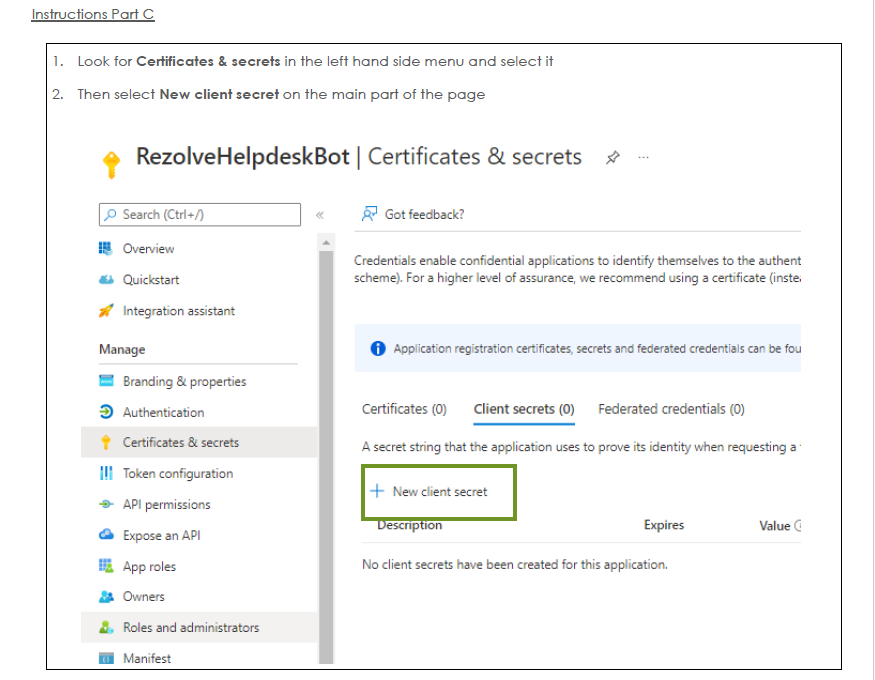 Instructions Part C
1. Look for Certificates & secrets in the left hand side menu and select it
2. Then select New client secret on the main part of the page
RezolveHelpdeskBot | Certificates & secrets
Search (Ctrl+/)
«
Got feedback?
Overview
Quickstart
Integration assistant
Manage
Branding & properties
Authentication
Certificates & secrets
Token configuration
API permissions
Expose an API
App roles
Owners
Roles and administrators
Manifest
Credentials enable confidential applications to identify themselves to the authent
scheme). For a higher level of assurance, we recommend using a certificate (inste
Application registration certificates, secrets and federated credentials can be fou
Certificates (0) Client secrets (0) Federated credentials (0)
A secret string that the application uses to prove its identity when requesting a
New client secret
Description Expires Value
No client secrets have been created for this application.